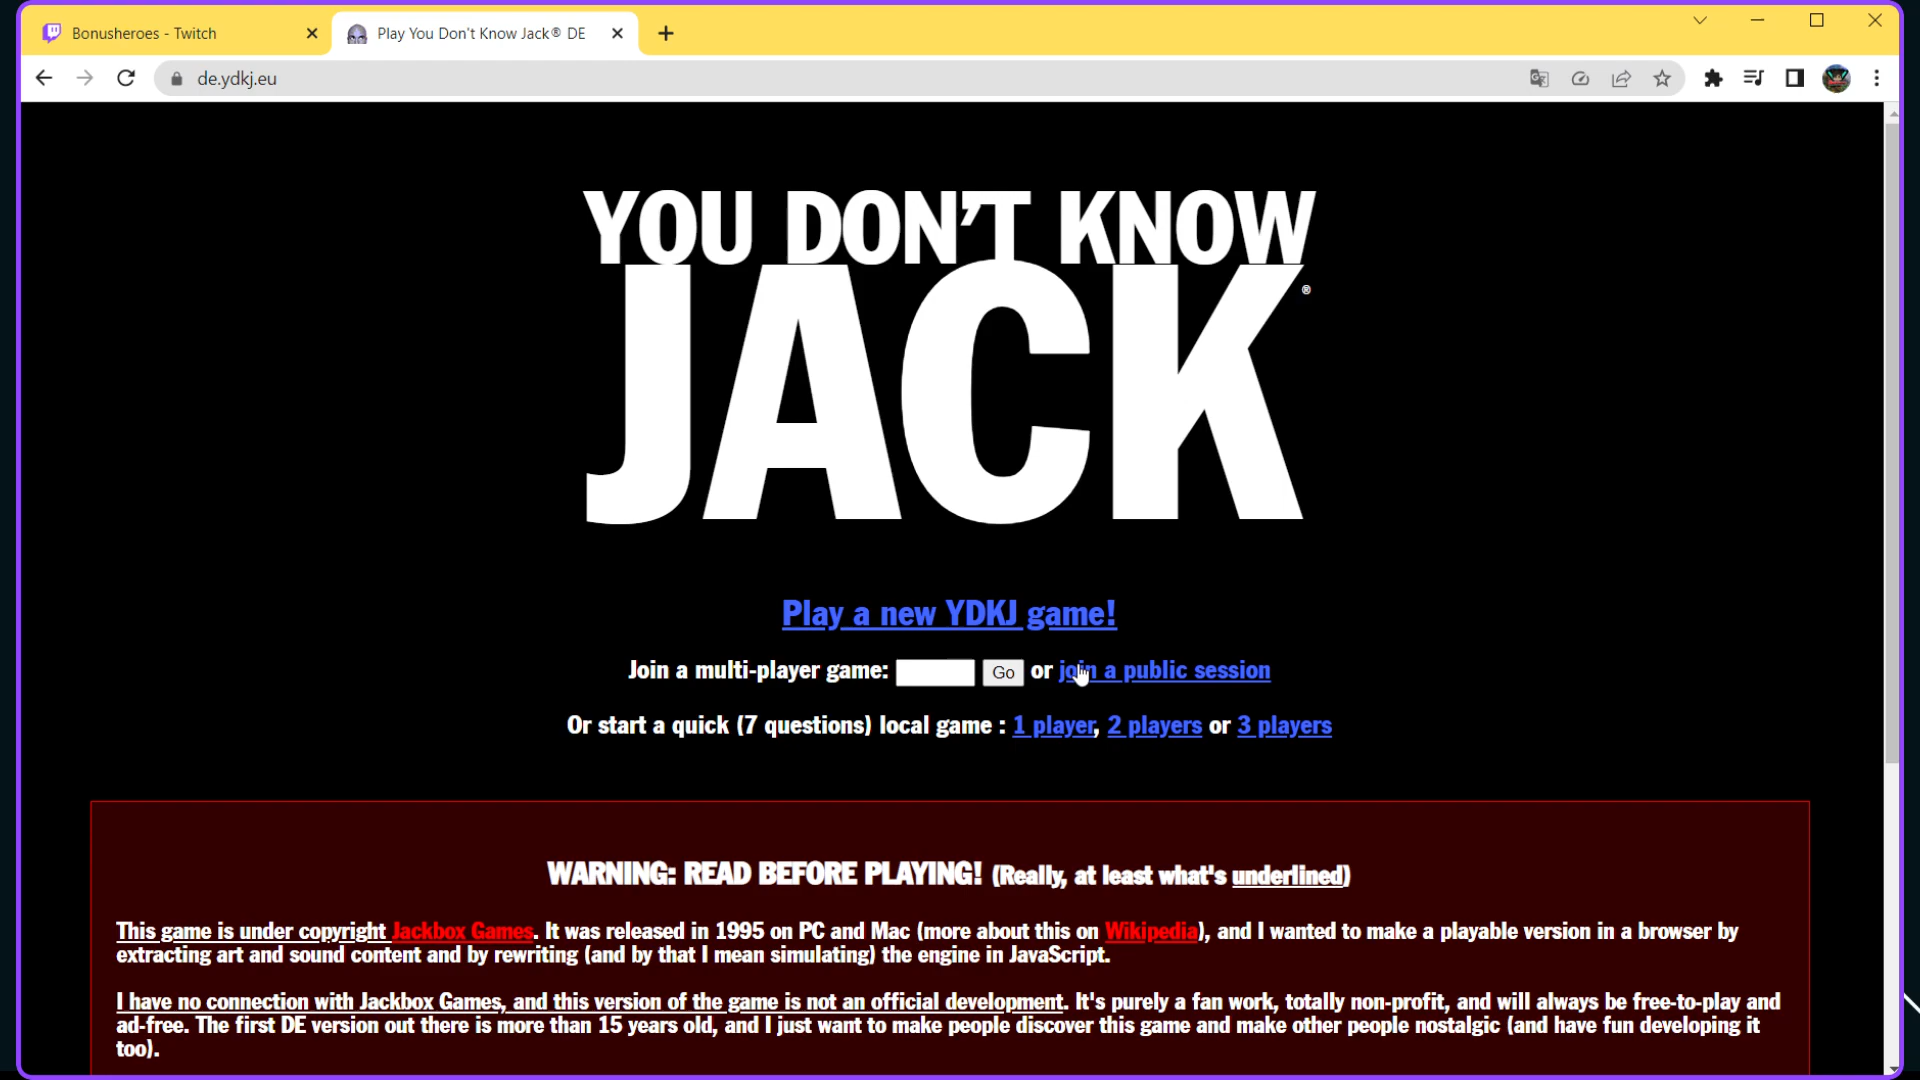 Bonusheroes - Twitch
Play You Don't Know Jack® DE
de.ydkj.eu
YOU DON'T KNOW
JACK®
Play a new YDKJ game!
Join a multi-player game: Go or join a public session
Or start a quick (7 questions) local game : 1 player, 2 players or 3 players
WARNING: READ BEFORE PLAYING! (Really, at least what's underlined)
This game is under copyright Jackbox Games. It was released in 1995 on PC and Mac (more about this on Wikipedia), and I wanted to make a playable version in a browser by
extracting art and sound content and by rewriting (and by that I mean simulating) the engine in JavaScript.
I have no connection with Jackbox Games, and this version of the game is not an official development. It's purely a fan work, totally non-profit, and will always be free-to-play and
ad-free. The first DE version out there is more than 15 years old, and I just want to make people discover this game and make other people nostalgic (and have fun developing it
too).